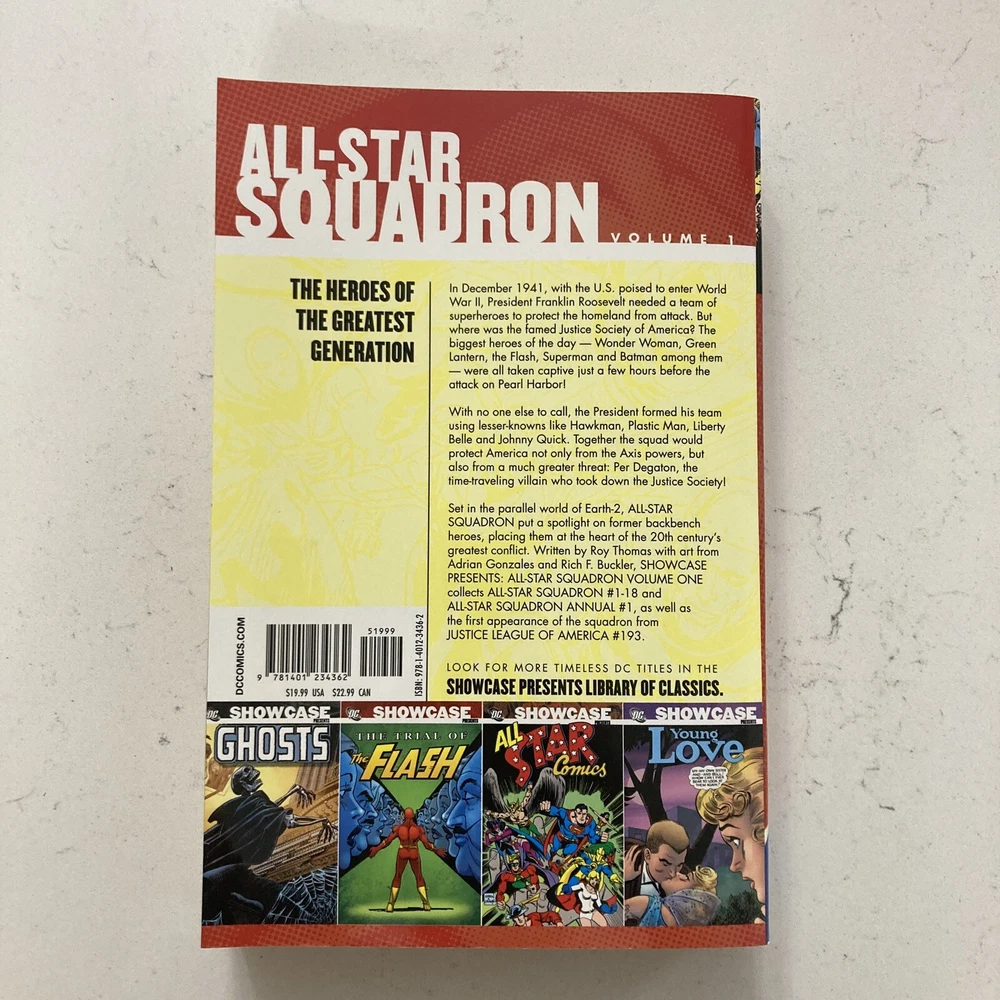 ALL-STAR
SQUADRON
VOLUME 1
THE HEROES OF
THE GREATEST
GENERATION
In December 1941, with the U.S. poised to enter World
War II, President Franklin Roosevelt needed a team of
superheroes to protect the homeland from attack. But
where was the famed Justice Society of America? The
biggest heroes of the day — Wonder Woman, Green
Lantern, the Flash, Superman and Batman among them
— were all taken captive just a few hours before the
attack on Pearl Harbor!
With no one else to call, the President formed his team
using lesser-knowns like Hawkman, Plastic Man, Liberty
Belle and Johnny Quick. Together the squad would
protect America not only from the Axis powers, but
also from a much greater threat: Per Degaton, the
time-traveling villain who took down the Justice Society!
Set in the parallel world of Earth-2, ALL-STAR
SQUADRON put a spotlight on former backbench
heroes, placing them at the heart of the 20th century's
greatest conflict. Written by Roy Thomas with art from
Adrian Gonzales and Rich F. Buckler, SHOWCASE
PRESENTS: ALL-STAR SQUADRON VOLUME ONE
collects ALL-STAR SQUADRON #1-18 and
ALL-STAR SQUADRON ANNUAL #1, as well as
the first appearance of the squadron from
JUSTICE LEAGUE OF AMERICA #193.
LOOK FOR MORE TIMELESS DC TITLES IN THE
SHOWCASE PRESENTS LIBRARY OF CLASSICS.
DCCOMICS.COM
51999
9 781401 234362
$19.99 USA $22.99 CAN
ISBN: 978-1-4012-3436-2
DC SHOWCASE
GHOSTS
DC SHOWCASE
THE TRIAL OF
The FLASH
DC SHOWCASE
ALL
STAR
Comics
DC SHOWCASE
Young
Love